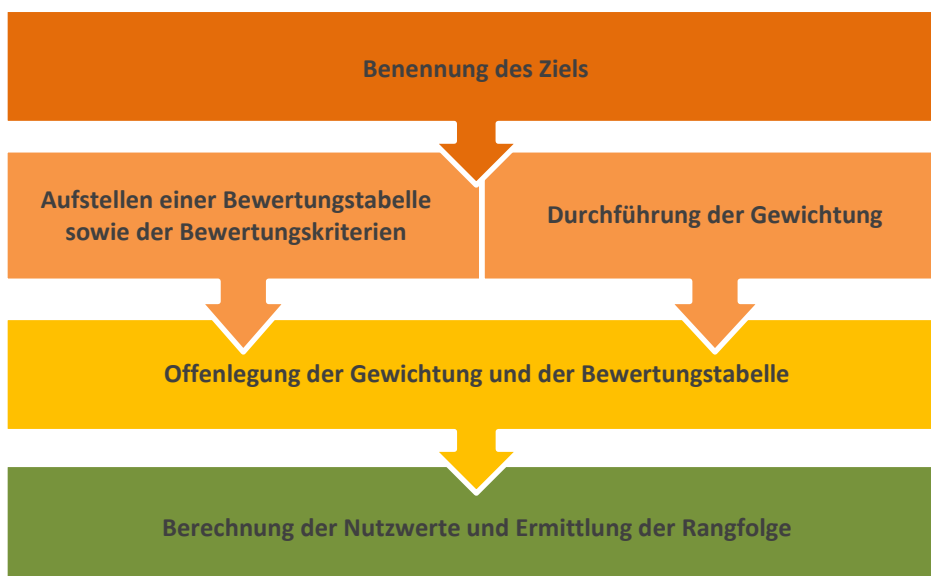 Benennung des Ziels
Aufstellen einer Bewertungstabelle
sowie der Bewertungskriterien
Durchführung der Gewichtung
Offenlegung der Gewichtung und der Bewertungstabelle
Berechnung der Nutzwerte und Ermittlung der Rangfolge